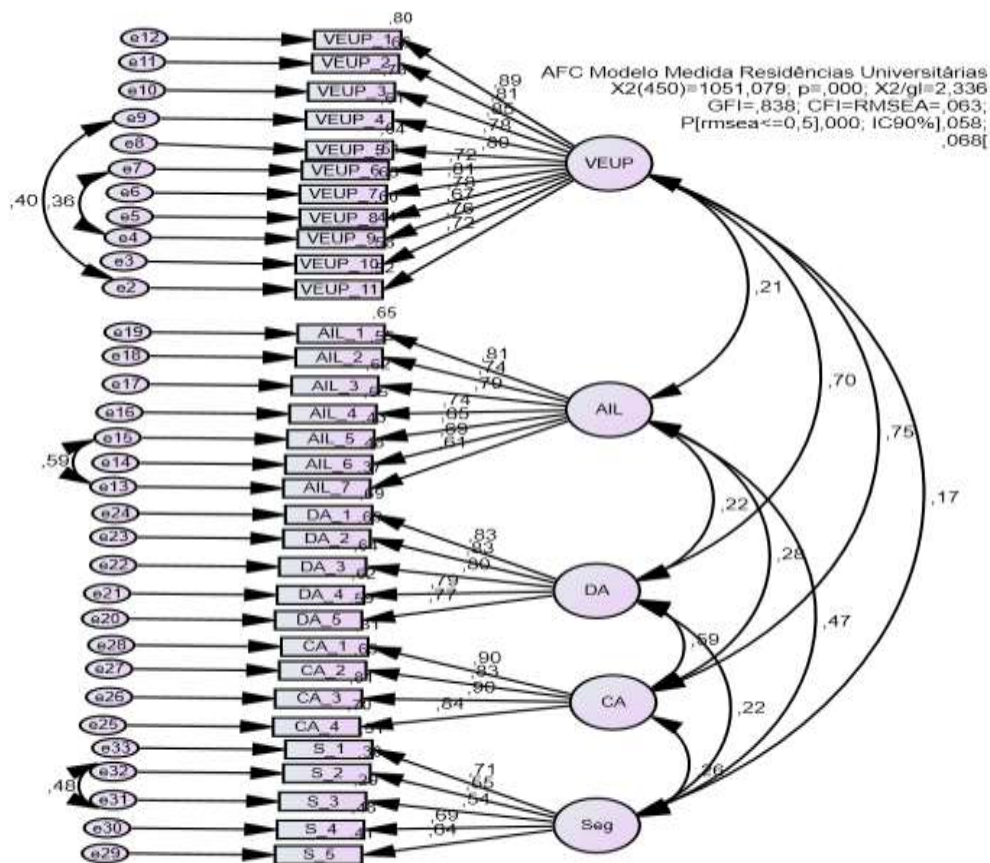 ,80
e12 VEUP_1
e11 VEUP_2
e10 VEUP_3
e9 VEUP_4
e8 VEUP_5
e7 VEUP_6
e6 VEUP_7
e5 VEUP_8
e4 VEUP_9
e3 VEUP_10
e2 VEUP_11
,40 ,36
,89
,81
,78
,80
,72
,81
,78
,67
,76
,72
VEUP
AFC Modelo Medida Residências Universitárias
X2(450)=1051,079; p=,000; X2/gl=2,336
GFI=,838; CFI=RMSEA=,063;
P[rmsea<=0,5],000; IC90%],058;
,068[
,21
,70
,75
,17
,65
e19 AIL_1
e18 AIL_2
e17 AIL_3
e16 AIL_4
e15 AIL_5
e14 AIL_6
e13 AIL_7
,59
,81
,74
,79
,74
,69
,61
AIL
,22
,28
,47
e24 DA_1
e23 DA_2
e22 DA_3
e21 DA_4
e20 DA_5
,83
,83
,80
,79
,77
DA
,59
,22
e28 CA_1
e27 CA_2
e26 CA_3
e25 CA_4
,90
,83
,90
,84
CA
,26
e33 S_1
e32 S_2
e31 S_3
e30 S_4
e29 S_5
,48
,71
,54
,69
Seg